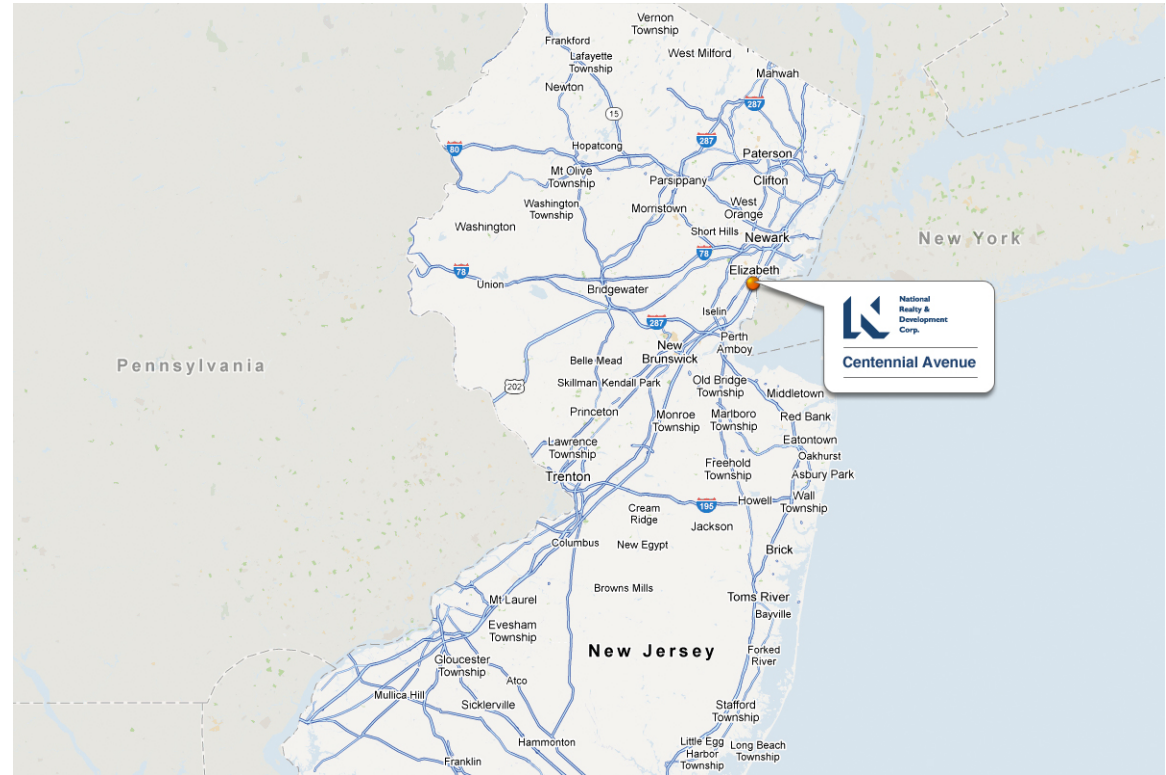 Vernon
Township
Frankford
West Milford
Lafayette
Township
Mahwah
Newton
287
15
287
80
Hopatcong
Paterson
Mt Olive
Township
Parsippany
Clifton
Washington
Township
Morristown
West
Orange
Washington
Short Hills
Newark
New York
78
78
Elizabeth
Union
Bridgewater
National
Realty &
Development
Corp.
Iselin
287
Perth
Amboy
New
Brunswick
Centennial Avenue
Pennsylvania
Belle Mead
202
Skillman
Kendall Park
Old Bridge
Township
Middletown
Princeton
Monroe
Township
Marlboro
Township
Red Bank
Eatontown
Lawrence
Township
Oakhurst
Freehold
Township
Asbury Park
Trenton
Howell
Wall
Township
195
Cream
Ridge
Jackson
Columbus
New Egypt
Brick
Browns Mills
Toms River
Mt Laurel
Bayville
Evesham
Township
New Jersey
Forked
River
Gloucester
Township
Atco
Mullica Hill
Sicklerville
Stafford
Township
Hammonton
Little Egg
Harbor
Township
Long Beach
Township
Franklin